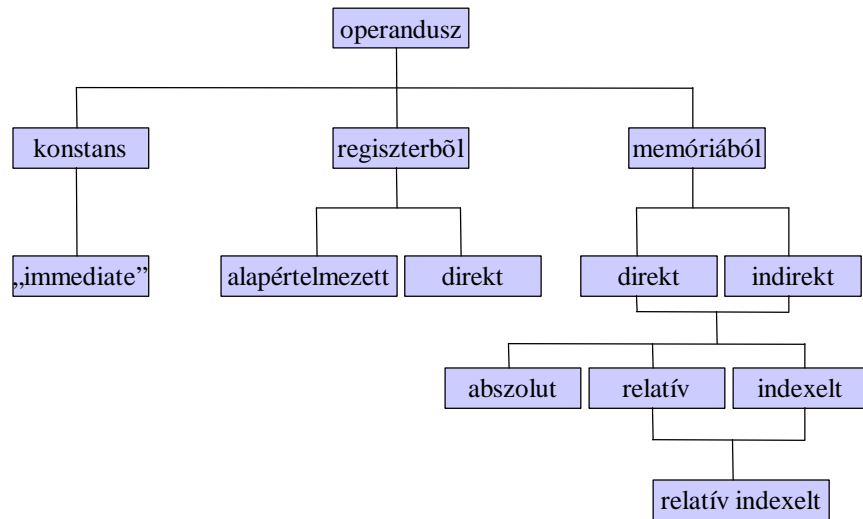 operandusz
konstans
regiszterbõl
memóriából
„immediate”
alapértelmezett
direkt
direkt
indirekt
abszolut
relatív
indexelt
relatív indexelt